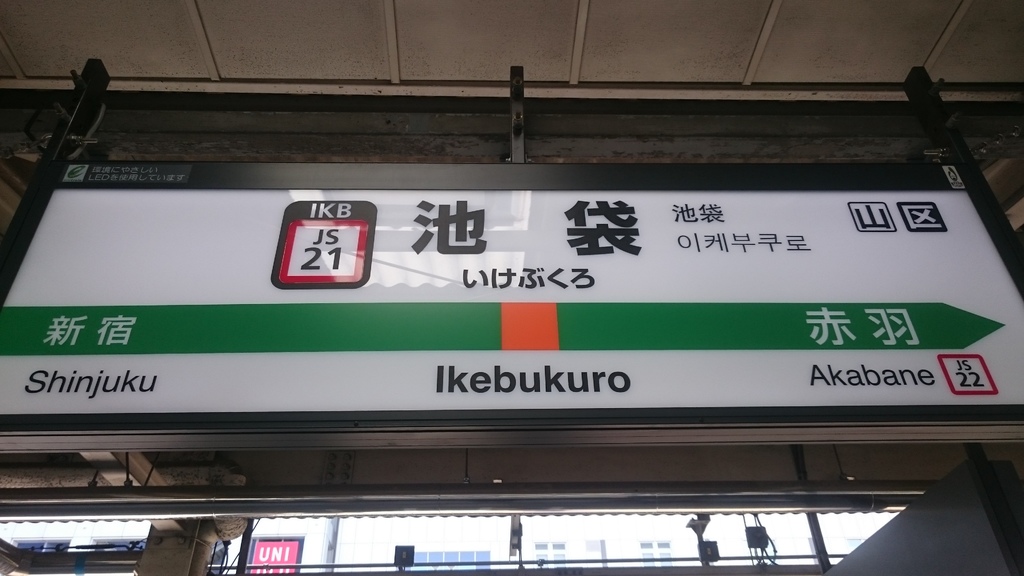 環境にやさしい
LEDを使用しています
IKB
JS
21
池袋
いけぶくろ
池袋
이케부쿠로
山 区
新宿
赤羽
Shinjuku
Ikebukuro
Akabane
JS
22
UNI